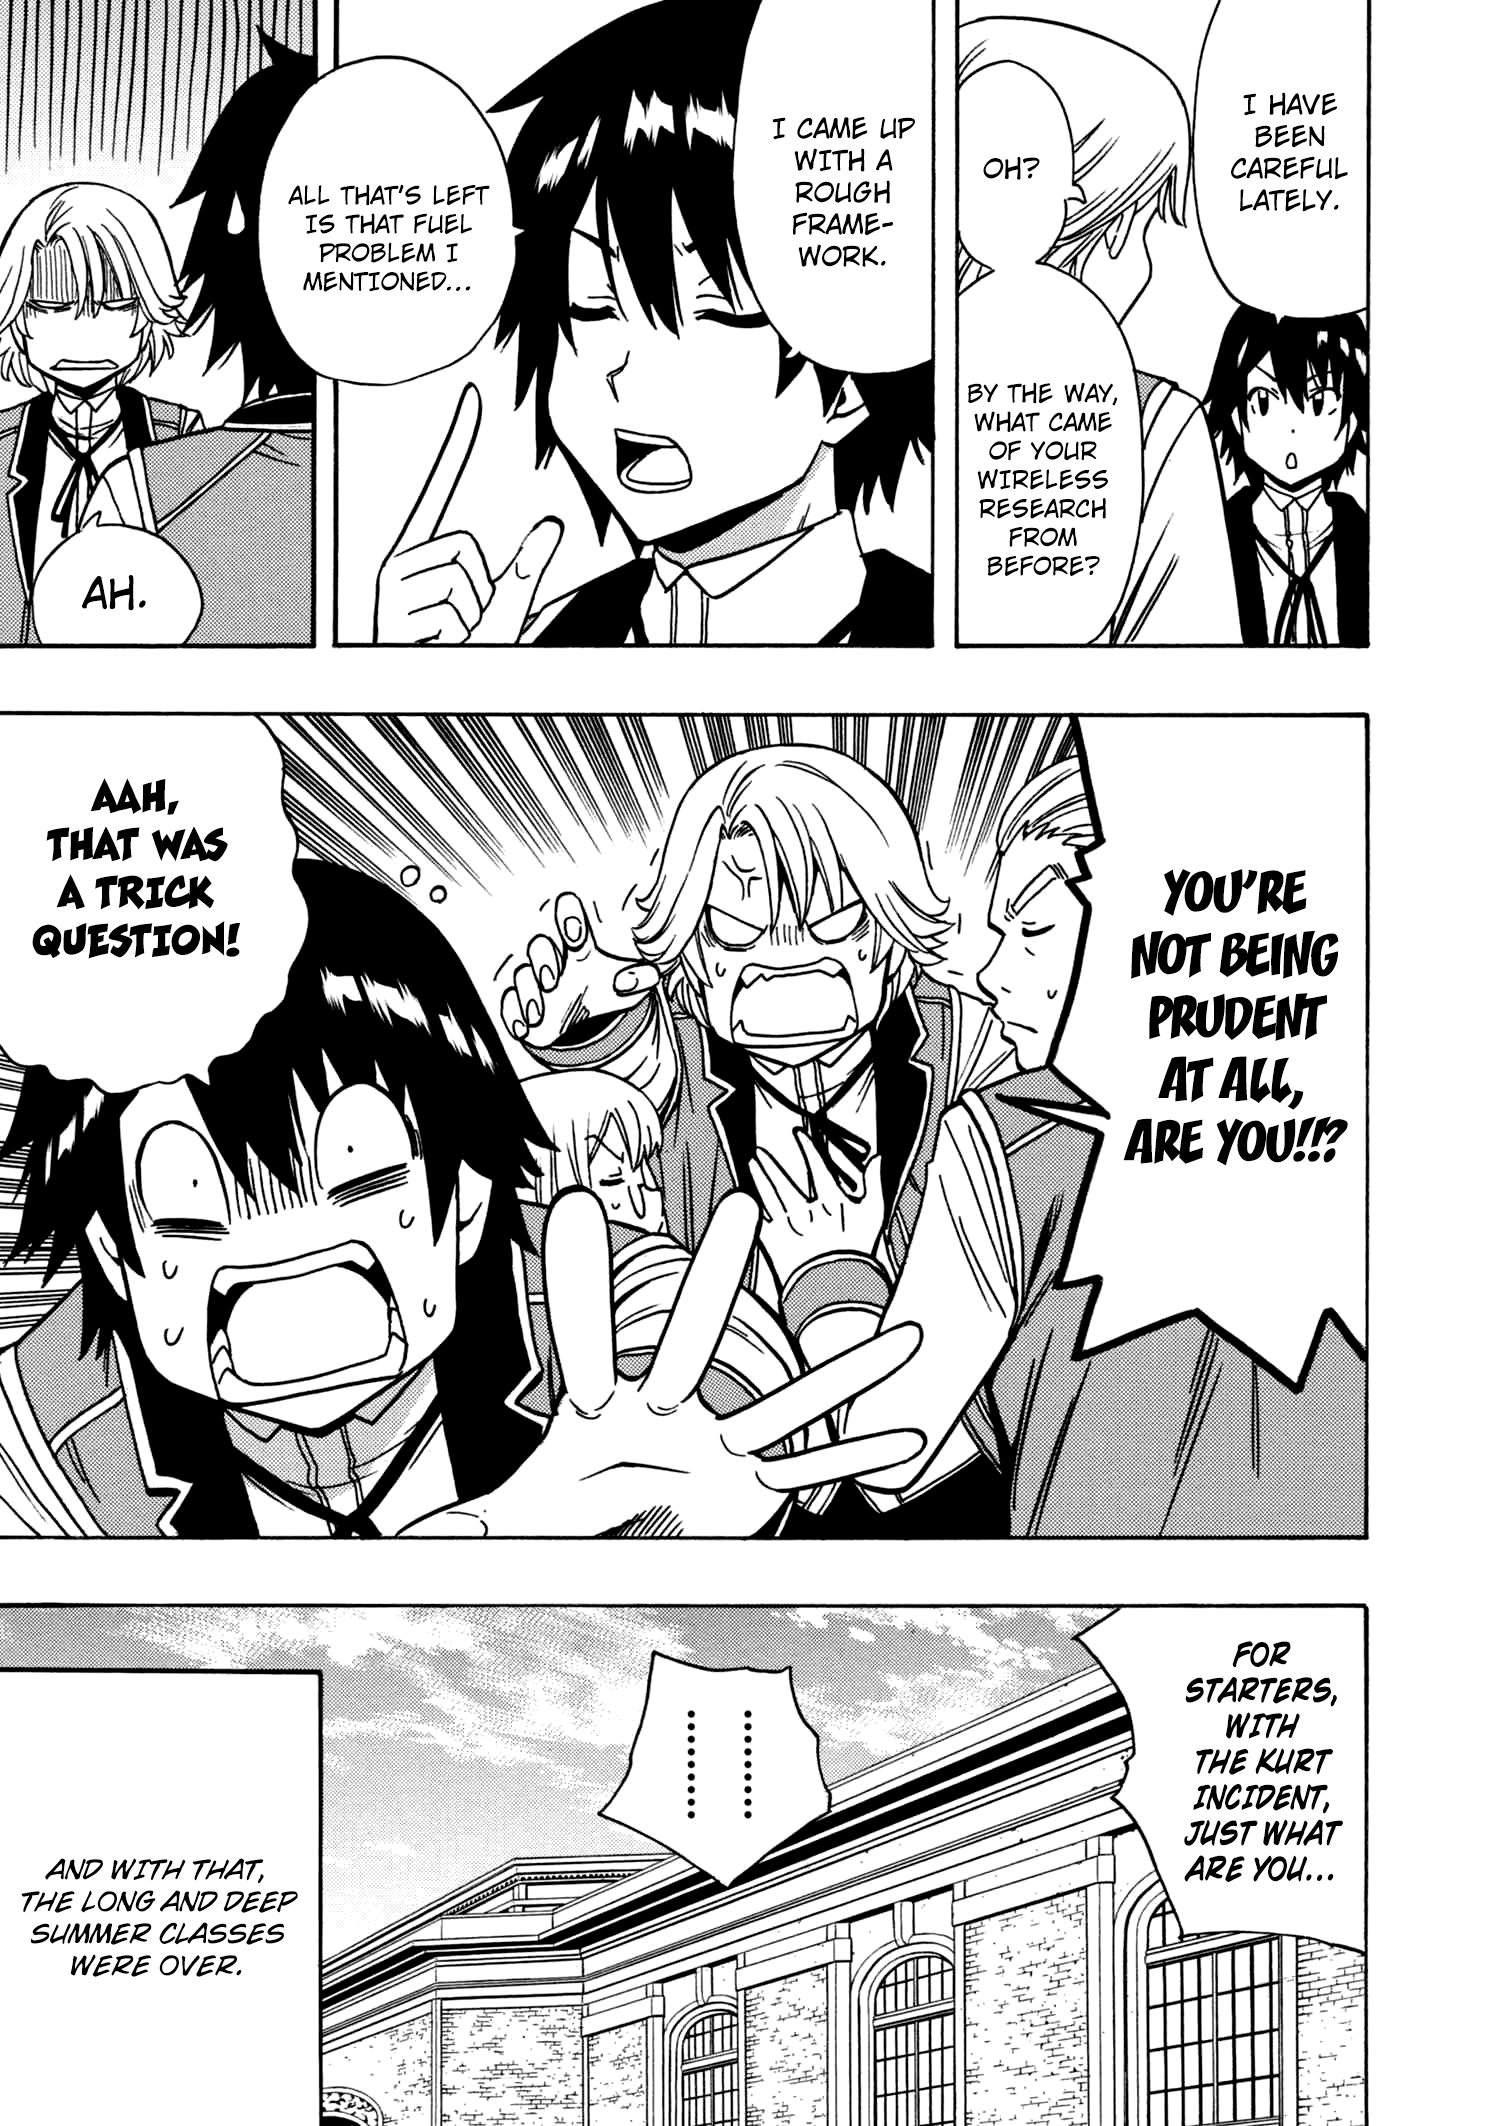 I HAVE
BEEN
CAREFUL
LATELY.
OH?
BY THE WAY,
WHAT CAME
OF YOUR
WIRELESS
RESEARCH
FROM
BEFORE?
I CAME UP
WITH A
ROUGH
FRAME-
WORK.
ALL THAT'S LEFT
IS THAT FUEL
PROBLEM I
MENTIONED...
AH.
YOU'RE
NOT BEING
PRUDENT
AT ALL,
ARE YOU!!?
AAH,
THAT WAS
A TRICK
QUESTION!
FOR
STARTERS,
WITH
THE KURT
INCIDENT,
JUST WHAT
ARE YOU...
........
........
AND WITH THAT,
THE LONG AND DEEP
SUMMER CLASSES
WERE OVER.